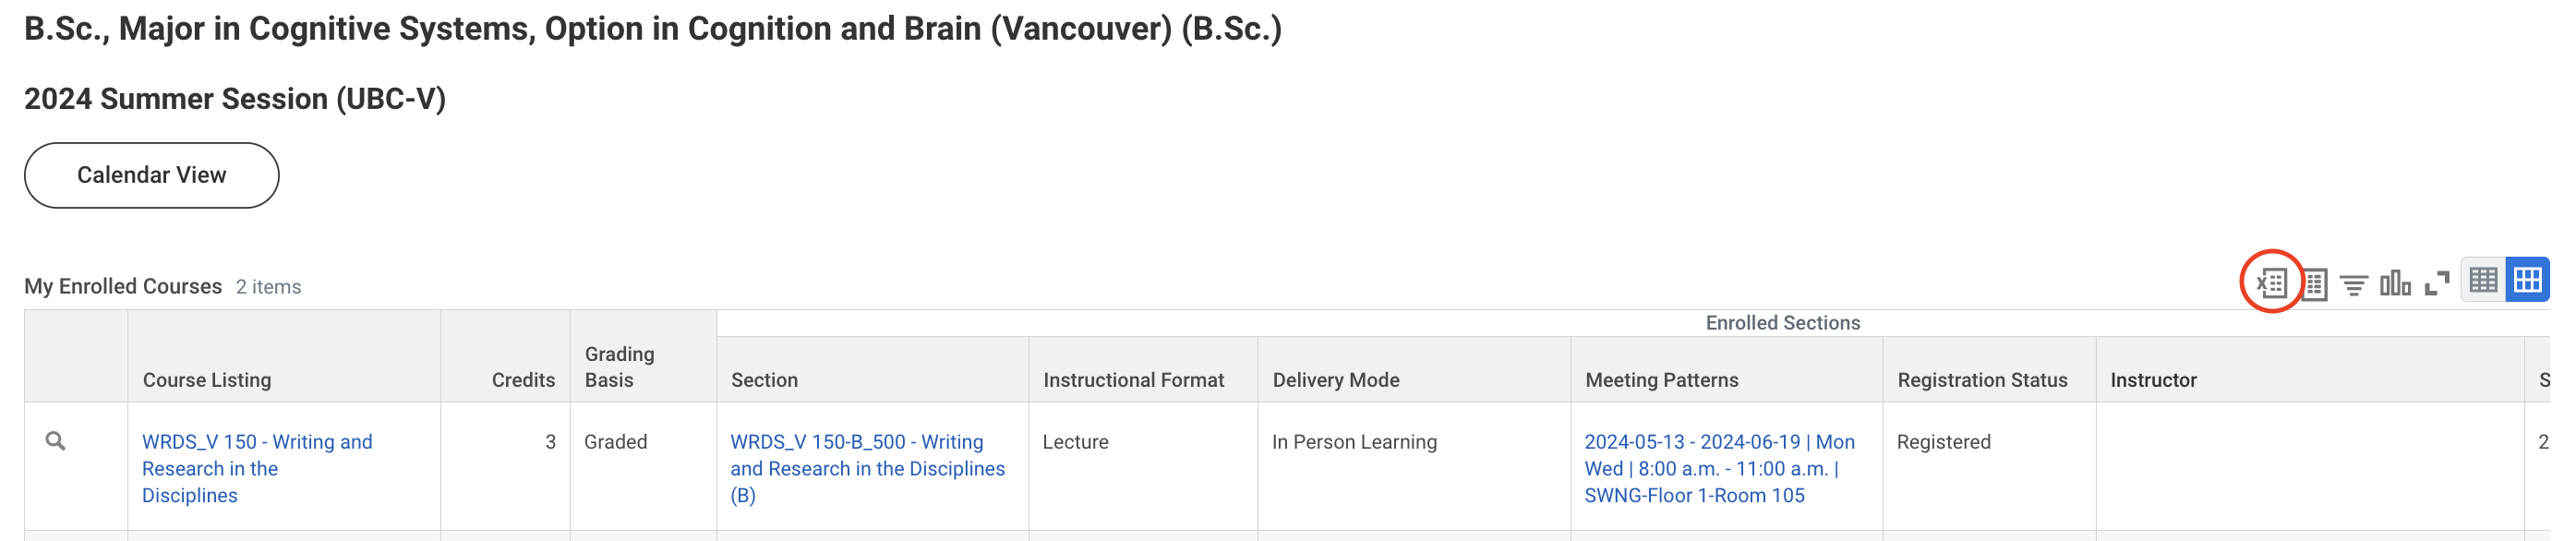 B.Sc., Major in Cognitive Systems, Option in Cognition and Brain (Vancouver) (B.Sc.)
2024 Summer Session (UBC-V)
Calendar View
My Enrolled Courses 2 items
Enrolled Sections
Course Listing
Credits
Grading
Basis
Section
Instructional Format
Delivery Mode
Meeting Patterns
Registration Status
Instructor
S
WRDS_V 150 - Writing and
Research in the
Disciplines
3
Graded
WRDS_V 150-B_500 - Writing
and Research in the Disciplines
(B)
Lecture
In Person Learning
2024-05-13 - 2024-06-19 | Mon
Wed | 8:00 a.m. - 11:00 a.m. |
SWNG-Floor 1-Room 105
Registered
2